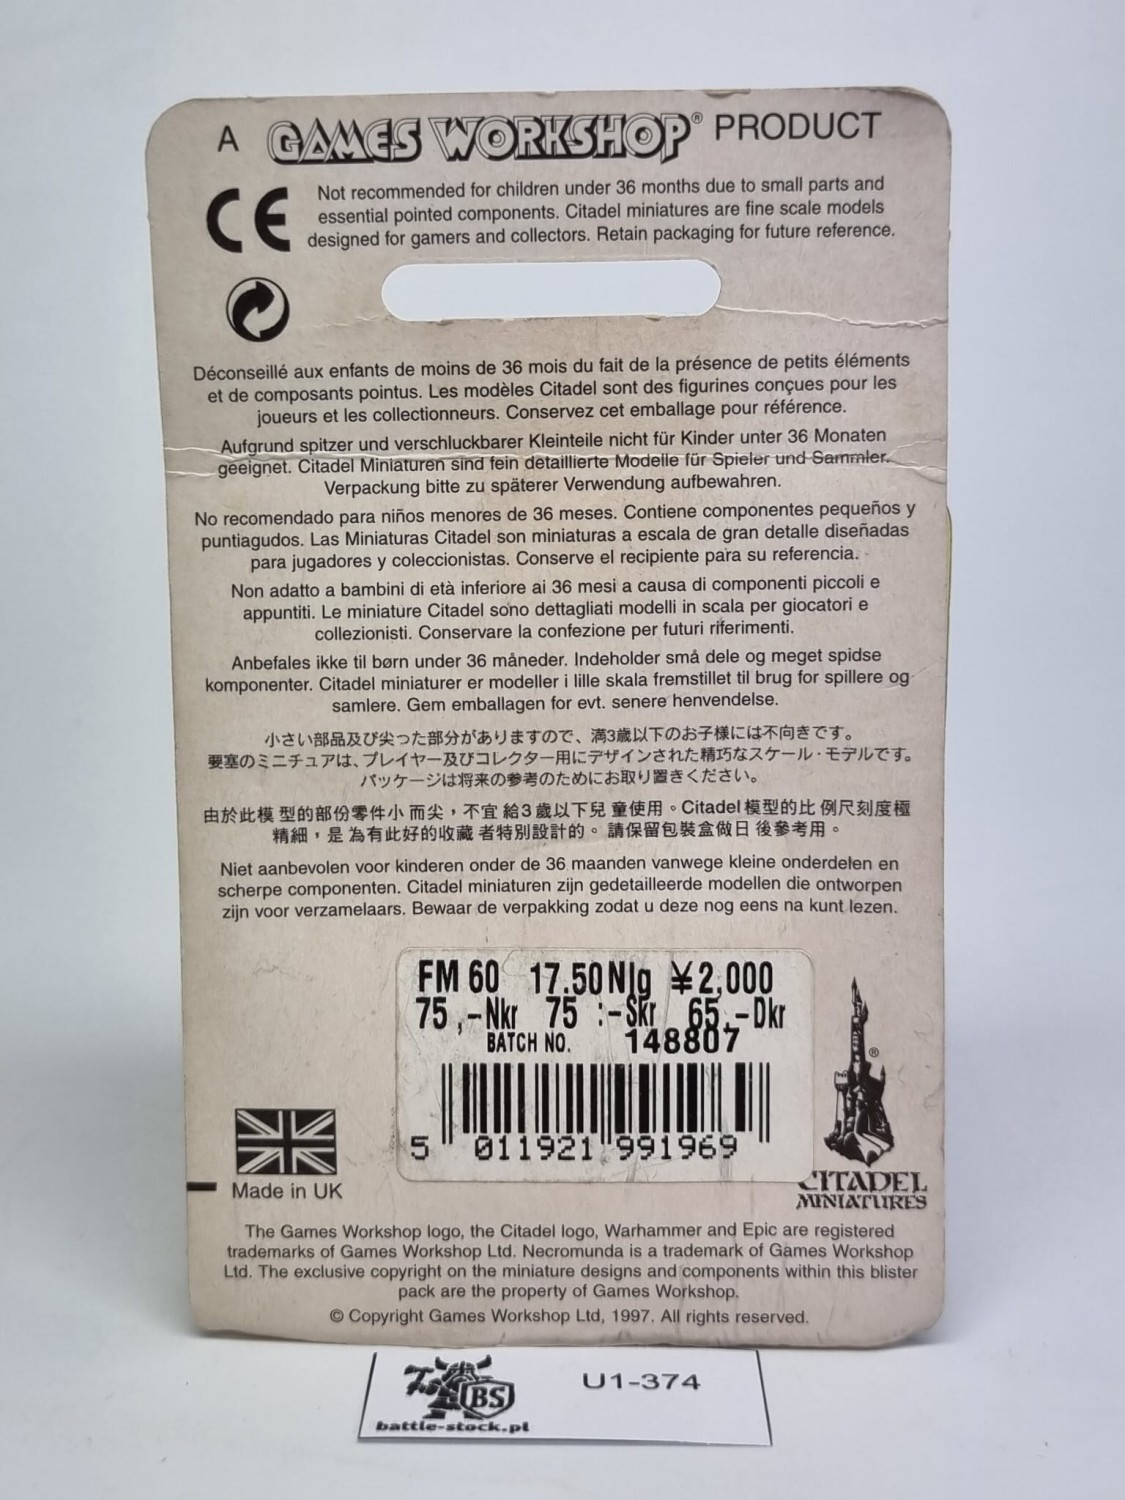 A GAMES WORKSHOP® PRODUCT
CE
Not recommended for children under 36 months due to small parts and
essential pointed components. Citadel miniatures are fine scale models
designed for gamers and collectors. Retain packaging for future reference.
Déconseillé aux enfants de moins de 36 mois du fait de la présence de petits éléments
et de composants pointus. Les modèles Citadel sont des figurines conçues pour les
joueurs et les collectionneurs. Conservez cet emballage pour référence.
Aufgrund spitzer und verschluckbarer Kleinteile nicht für Kinder unter 36 Monaten
geeignet. Citadel Miniaturen sind fein detaillierte Modelle für Spieler und Sammler.
Verpackung bitte zu späterer Verwendung aufbewahren.
No recomendado para niños menores de 36 meses. Contiene componentes pequeños y
puntiagudos. Las Miniaturas Citadel son miniaturas a escala de gran detalle diseñadas
para jugadores y coleccionistas. Conserve el recipiente para su referencia.
Non adatto a bambini di età inferiore ai 36 mesi a causa di componenti piccoli e
appuntiti. Le miniature Citadel sono dettagliati modelli in scala per giocatori e
collezionisti. Conservare la confezione per futuri riferimenti.
Anbefales ikke til børn under 36 måneder. Indeholder små dele og meget spidse
komponenter. Citadel miniaturer er modeller i lille skala fremstillet til brug for spillere og
samlere. Gem emballagen for evt. senere henvendelse.
小さい部品及び尖った部分がありますので、満3歳以下のお子様には不向きです。
要塞のミニチュアは、プレイヤー及びコレクター用にデザインされた精巧なスケール・モデルです。
パッケージは将来の参考のためにお取り置きください。
由於此模 型的部份零件小 而尖，不宜 給3歲以下兒 童使用。Citadel模型的比 例尺刻度極
精細，是 為有此好的收藏 者特別設計的。 請保留包裝盒做日 後參考用。
Niet aanbevolen voor kinderen onder de 36 maanden vanwege kleine onderdelen en
scherpe componenten. Citadel miniaturen zijn gedetailleerde modellen die ontworpen
zijn voor verzamelaars. Bewaar de verpakking zodat u deze nog eens na kunt lezen.
FM 60 17.50Nlg ¥2,000
75,-Nkr 75:-Skr 65,-Dkr
BATCH NO. 148807
5 011921 991969
®
CITADEL
MINIATURES
Made in UK
The Games Workshop logo, the Citadel logo, Warhammer and Epic are registered
trademarks of Games Workshop Ltd. Necromunda is a trademark of Games Workshop
Ltd. The exclusive copyright on the miniature designs and components within this blister
pack are the property of Games Workshop.
© Copyright Games Workshop Ltd, 1997. All rights reserved.
BS
battle-stock.pl
U1-374